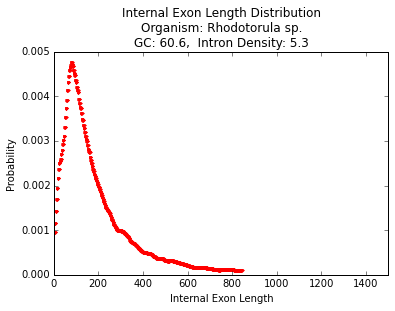 Internal Exon Length Distribution
Organism: Rhodotorula sp.
GC: 60.6,  Intron Density: 5.3
0.005
0.004
0.003
0.002
0.001
0.000
Probability
0 200 400 600 800 1000 1200 1400
Internal Exon Length